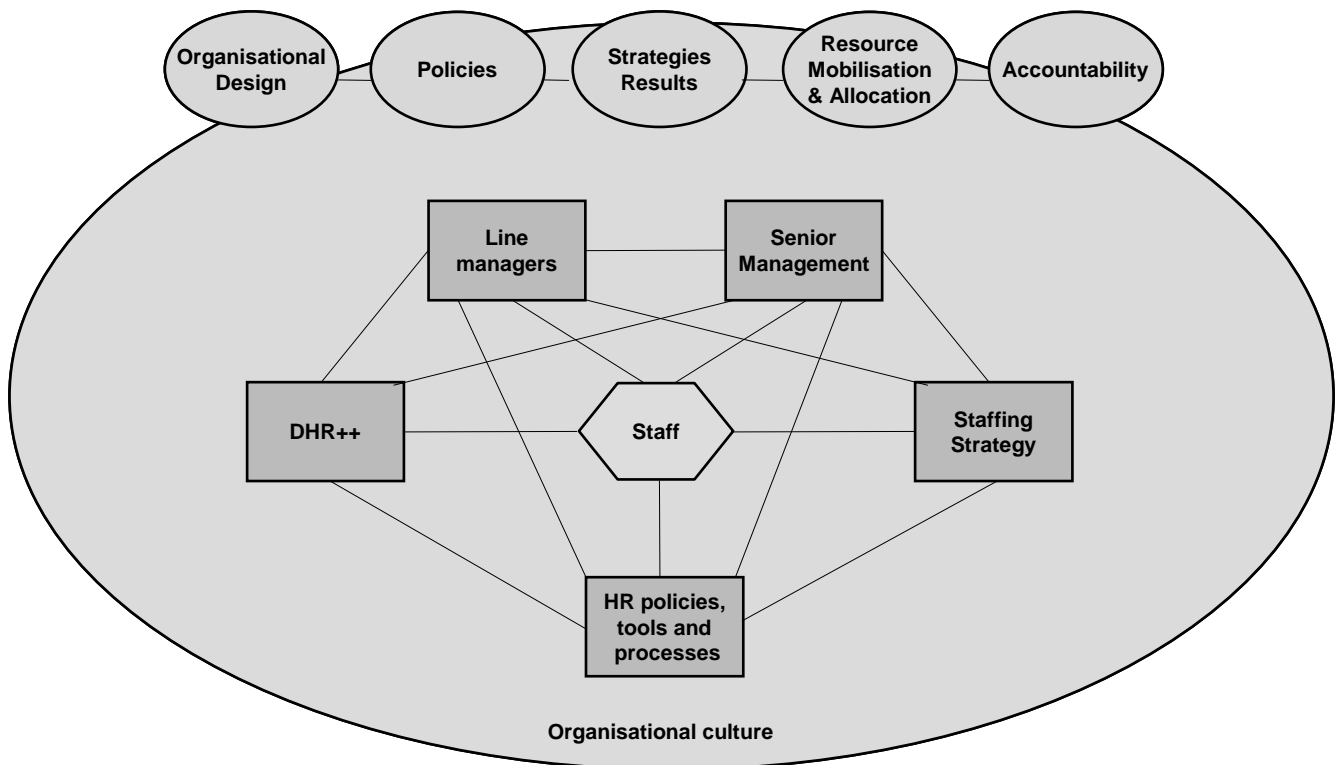 Organisational
Design
Policies
Strategies
Results
Resource
Mobilisation
& Allocation
Accountability
Line
managers
Senior
Management
DHR++
Staff
Staffing
Strategy
HR policies,
tools and
processes
Organisational culture